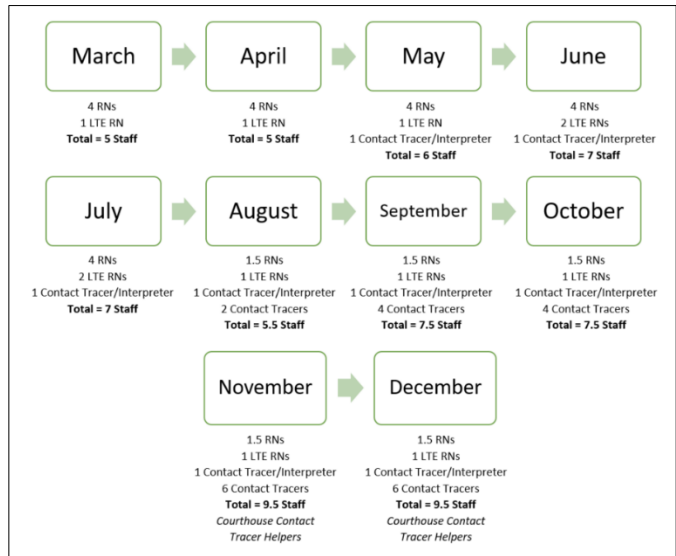 March
4 RNs
1 LTE RN
Total = 5 Staff
April
4 RNs
1 LTE RN
Total = 5 Staff
May
4 RNs
1 LTE RN
1 Contact Tracer/Interpreter
Total = 6 Staff
June
4 RNs
2 LTE RNs
1 Contact Tracer/Interpreter
Total = 7 Staff
July
4 RNs
2 LTE RNs
1 Contact Tracer/Interpreter
Total = 7 Staff
August
1.5 RNs
1 LTE RNs
1 Contact Tracer/Interpreter
2 Contact Tracers
Total = 5.5 Staff
September
1.5 RNs
1 LTE RNs
1 Contact Tracer/Interpreter
4 Contact Tracers
Total = 7.5 Staff
October
1.5 RNs
1 LTE RNs
1 Contact Tracer/Interpreter
4 Contact Tracers
Total = 7.5 Staff
November
1.5 RNs
1 LTE RNs
1 Contact Tracer/Interpreter
6 Contact Tracers
Total = 9.5 Staff
Courthouse Contact
Tracer Helpers
December
1.5 RNs
1 LTE RNs
1 Contact Tracer/Interpreter
6 Contact Tracers
Total = 9.5 Staff
Courthouse Contact
Tracer Helpers